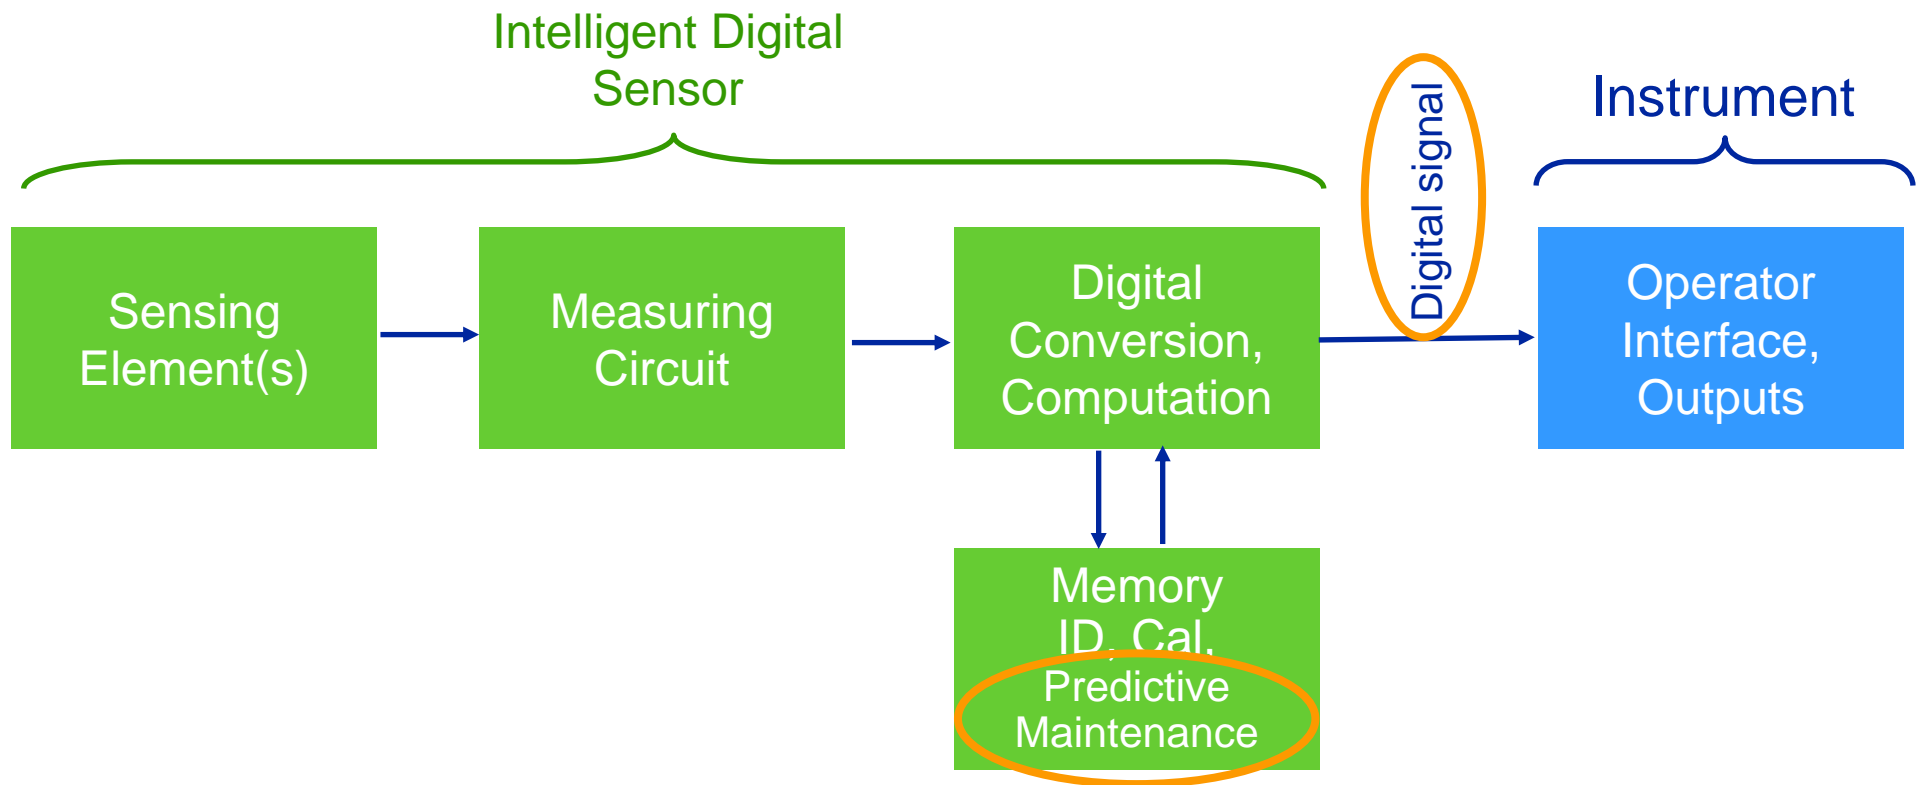 Intelligent Digital
Sensor
Digital signal
Instrument
Sensing
Element(s)
Measuring
Circuit
Digital
Conversion,
Computation
Operator
Interface,
Outputs
Memory
ID, Cal,
Predictive
Maintenance